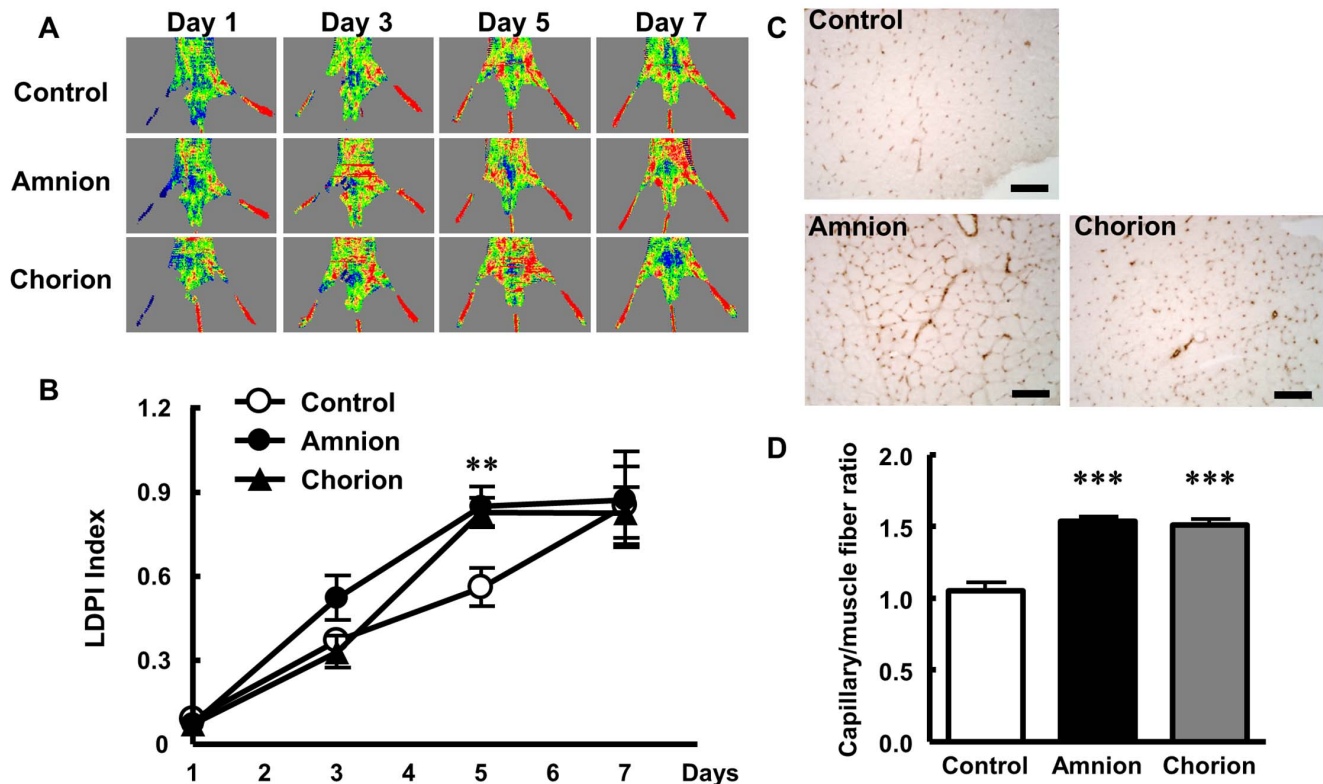 A
Day 1 Day 3 Day 5 Day 7
Control
Amnion
Chorion
B
Control
Amnion
Chorion
**
LDPI Index
1.2
0.9
0.6
0.3
0
1 2 3 4 5 6 7 Days
C
Control
Amnion
Chorion
D
Capillary/muscle fiber ratio
2.0
1.5
1.0
0.5
0.0
*** ***
Control Amnion Chorion